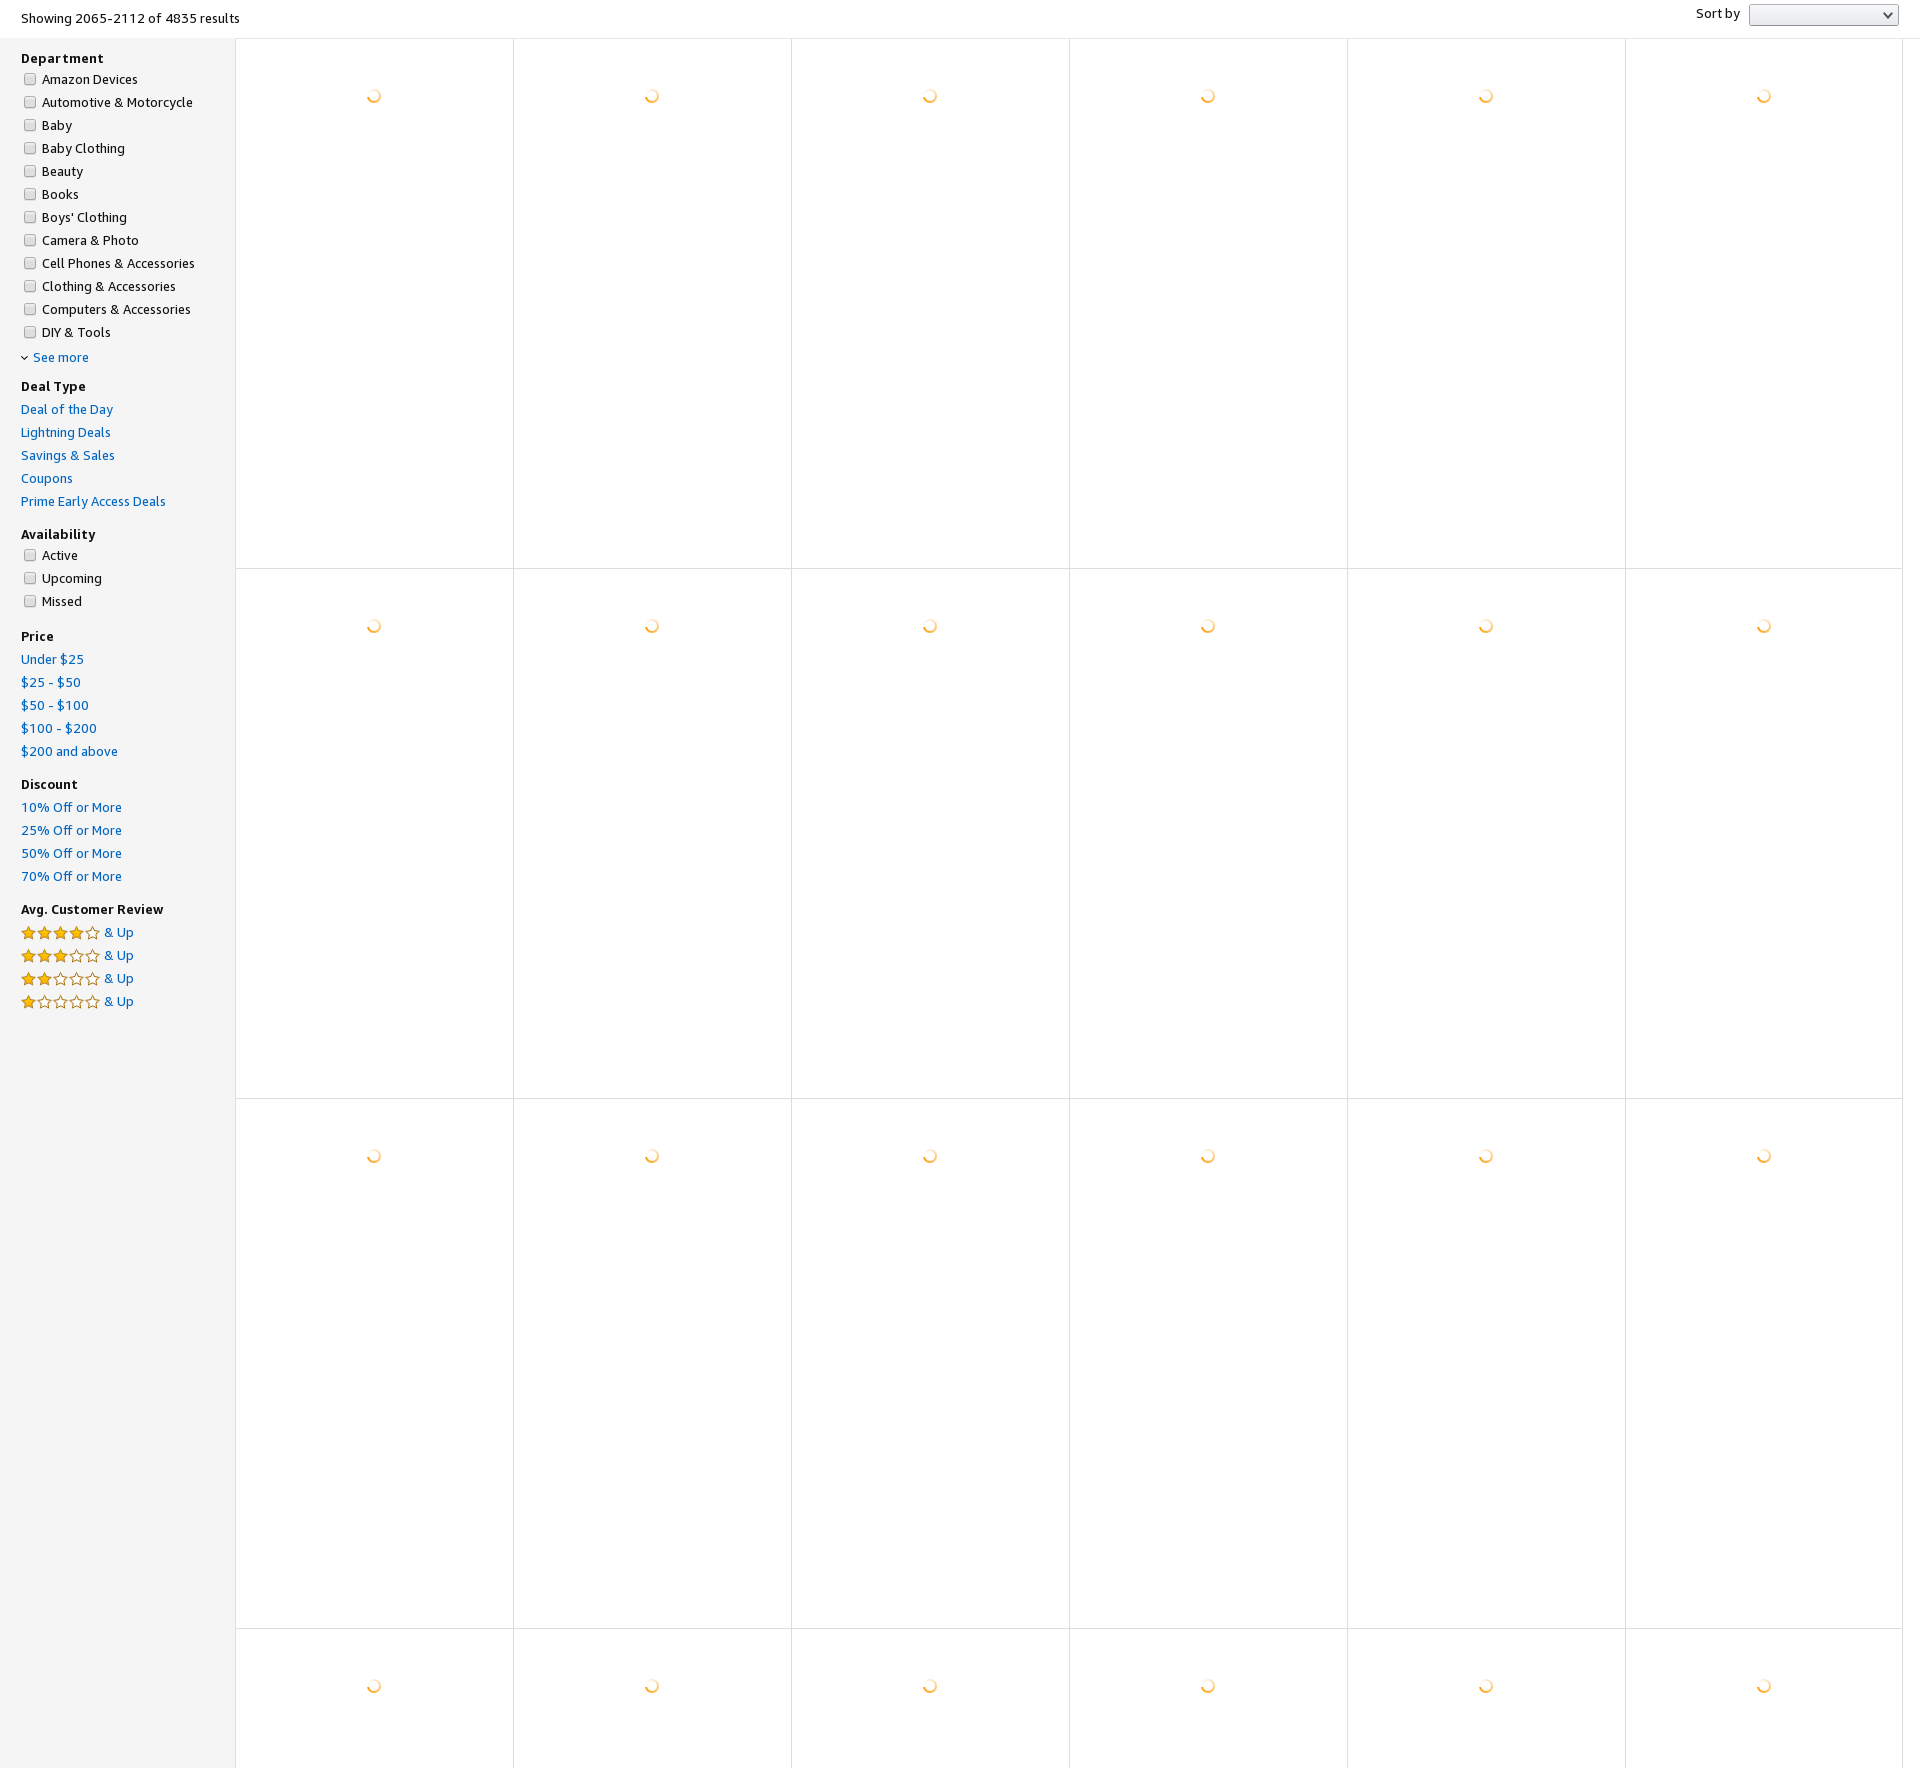 Showing 2065-2112 of 4835 results
Sort by
Department
Amazon Devices
Automotive & Motorcycle
Baby
Baby Clothing
Beauty
Books
Boys' Clothing
Camera & Photo
Cell Phones & Accessories
Clothing & Accessories
Computers & Accessories
DIY & Tools
See more
Deal Type
Deal of the Day
Lightning Deals
Savings & Sales
Coupons
Prime Early Access Deals
Availability
Active
Upcoming
Missed
Price
Under $25
$25 - $50
$50 - $100
$100 - $200
$200 and above
Discount
10% Off or More
25% Off or More
50% Off or More
70% Off or More
Avg. Customer Review
& Up
& Up
& Up
& Up